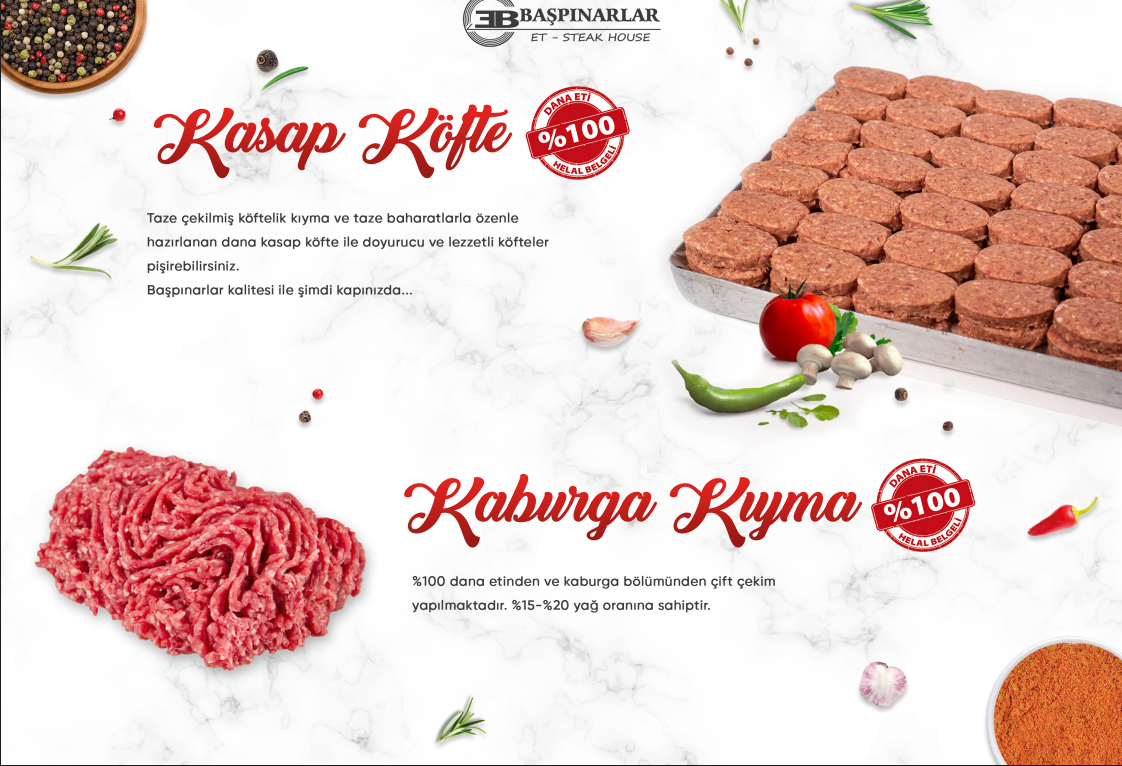 BAŞPINARLAR
ET - STEAK HOUSE
Kasap Köfte
DANA ETİ
%100
HELAL BELGELİ
Taze çekilmiş köftelik kıyma ve taze baharatlarla özenle
hazırlanan dana kasap köfte ile doyurucu ve lezzetli köfteler
pişirebilirsiniz.
Başpınarlar kalitesi ile şimdi kapınızda...
Kaburga Kıyma
DANA ETİ
%100
HELAL BELGELİ
%100 dana etinden ve kaburga bölümünden çift çekim
yapılmaktadır. %15-%20 yağ oranına sahiptir.